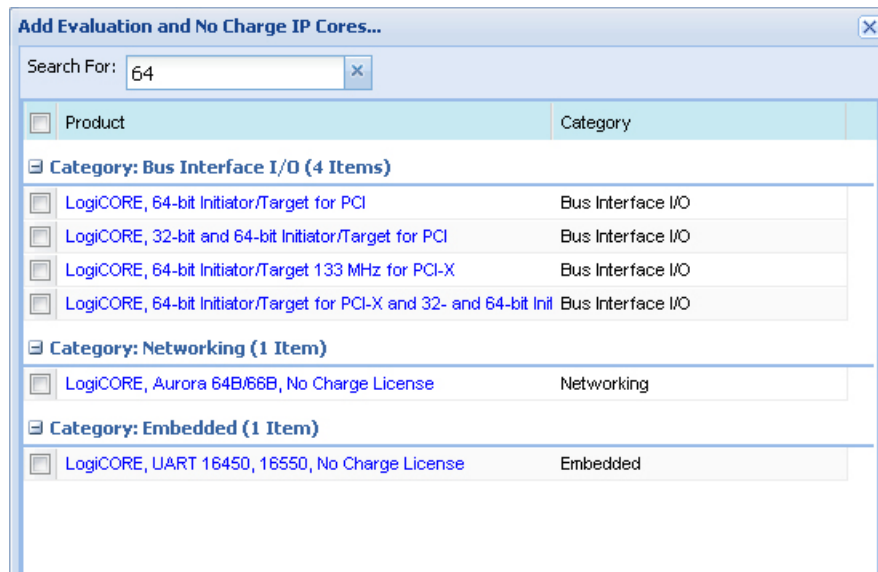 Add Evaluation and No Charge IP Cores...
Search For: 64
Product Category
Category: Bus Interface I/O (4 Items)
LogiCORE, 64-bit Initiator/Target for PCI Bus Interface I/O
LogiCORE, 32-bit and 64-bit Initiator/Target for PCI Bus Interface I/O
LogiCORE, 64-bit Initiator/Target 133 MHz for PCI-X Bus Interface I/O
LogiCORE, 64-bit Initiator/Target for PCI-X and 32- and 64-bit Init Bus Interface I/O
Category: Networking (1 Item)
LogiCORE, Aurora 64B/66B, No Charge License Networking
Category: Embedded (1 Item)
LogiCORE, UART 16450, 16550, No Charge License Embedded